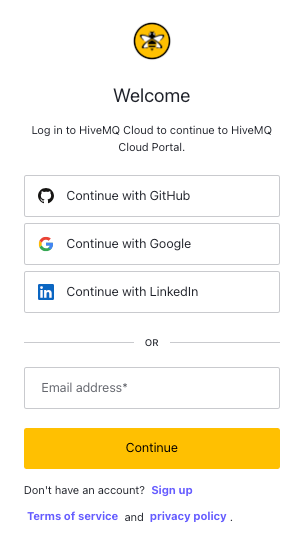 Welcome
Log in to HiveMQ Cloud to continue to HiveMQ
Cloud Portal.
Continue with GitHub
Continue with Google
Continue with LinkedIn
OR
Email address*
Continue
Don't have an account? Sign up
Terms of service and privacy policy .